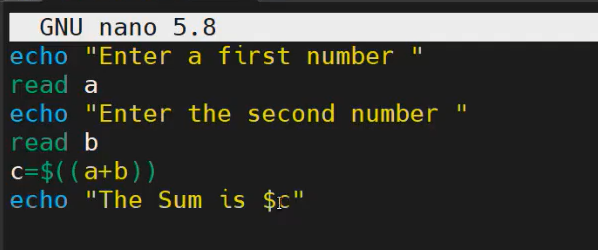 GNU nano 5.8
echo "Enter a first number "
read a
echo "Enter the second number "
read b
c=$((a+b))
echo "The Sum is $c"